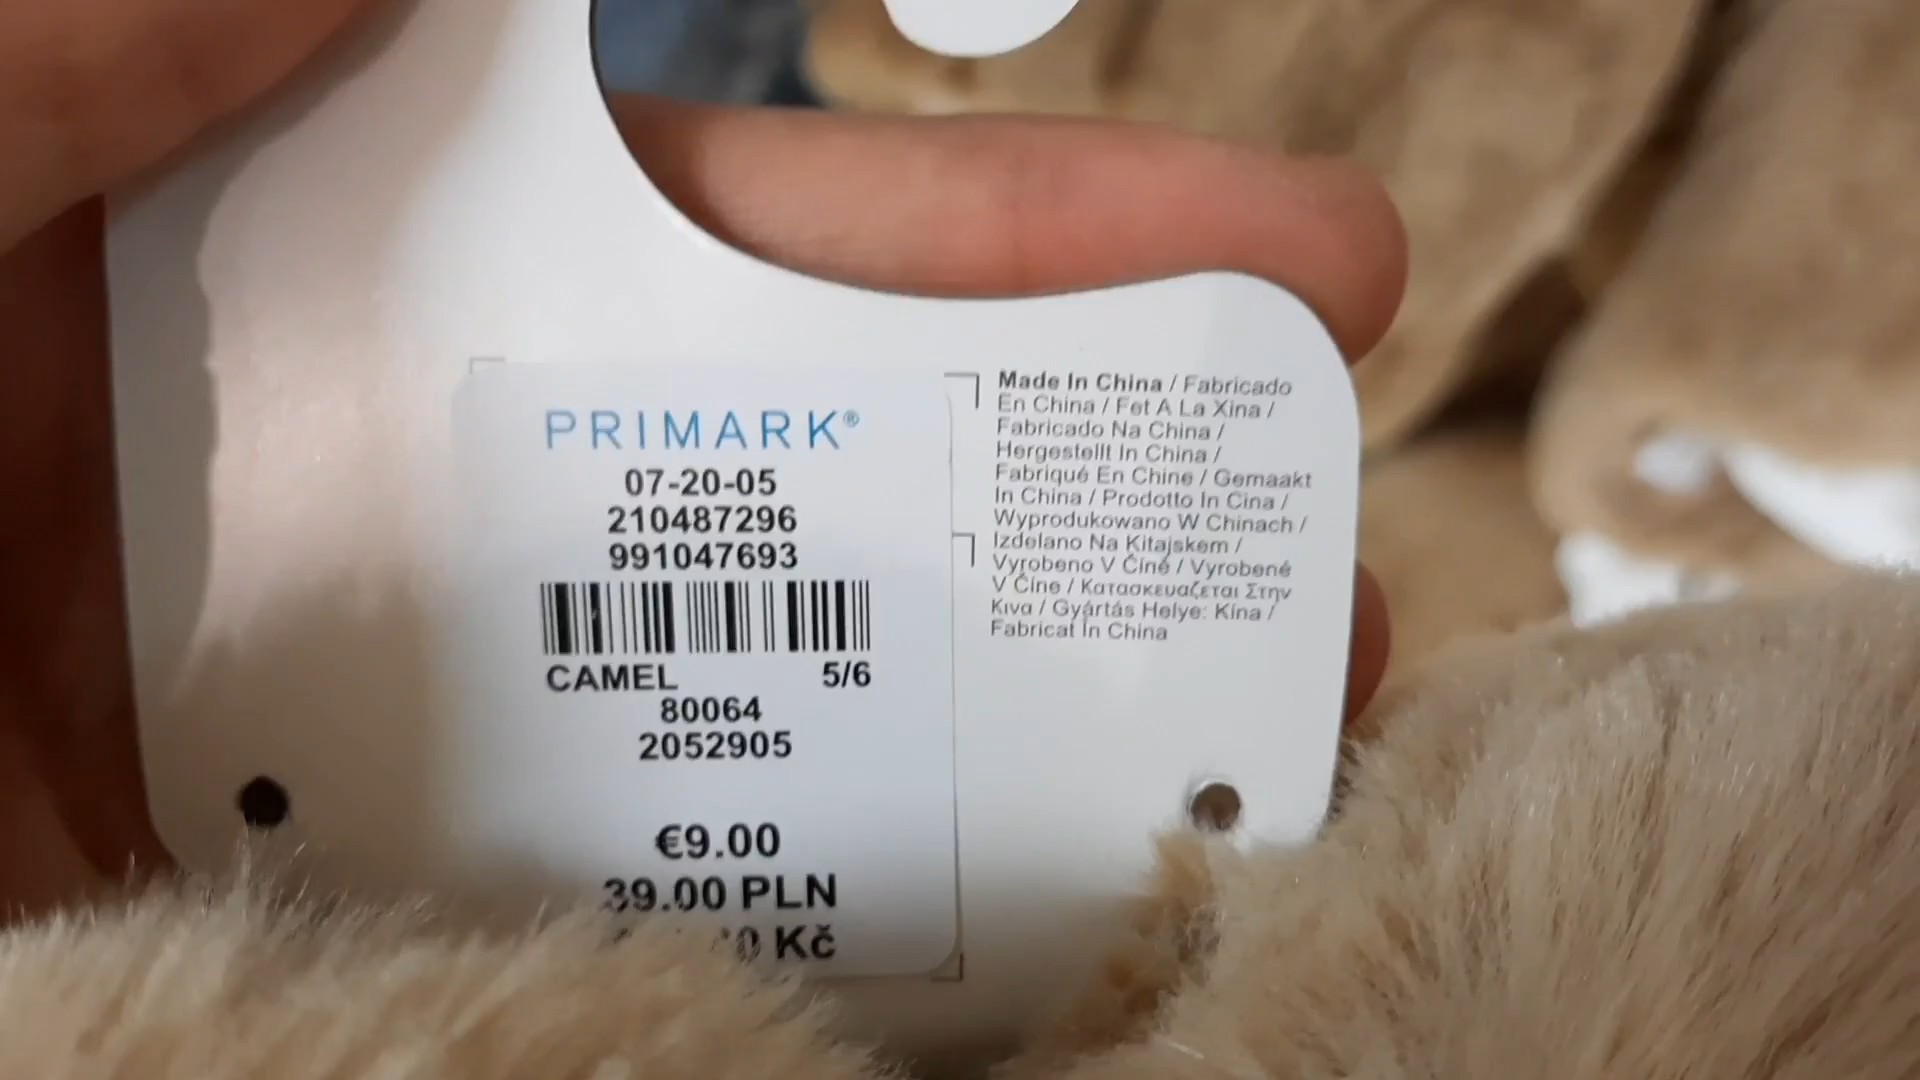 PRIMARK®
07-20-05
210487296
991047693
CAMEL 5/6
80064
2052905
€9.00
39.00 PLN
Kč
Made In China / Fabricado
En China / Fet A La Xina /
Fabricado Na China /
Hergestellt In China /
Fabriqué En Chine / Gemaakt
In China / Prodotto In Cina /
Wyprodukowano W Chinach /
Izdelano Na Kitajskem /
Vyrobeno V Číně / Vyrobené
V Číne / Κατασκευαζεται Στην
Κινα / Gyártás Helye: Kína /
Fabricat În China